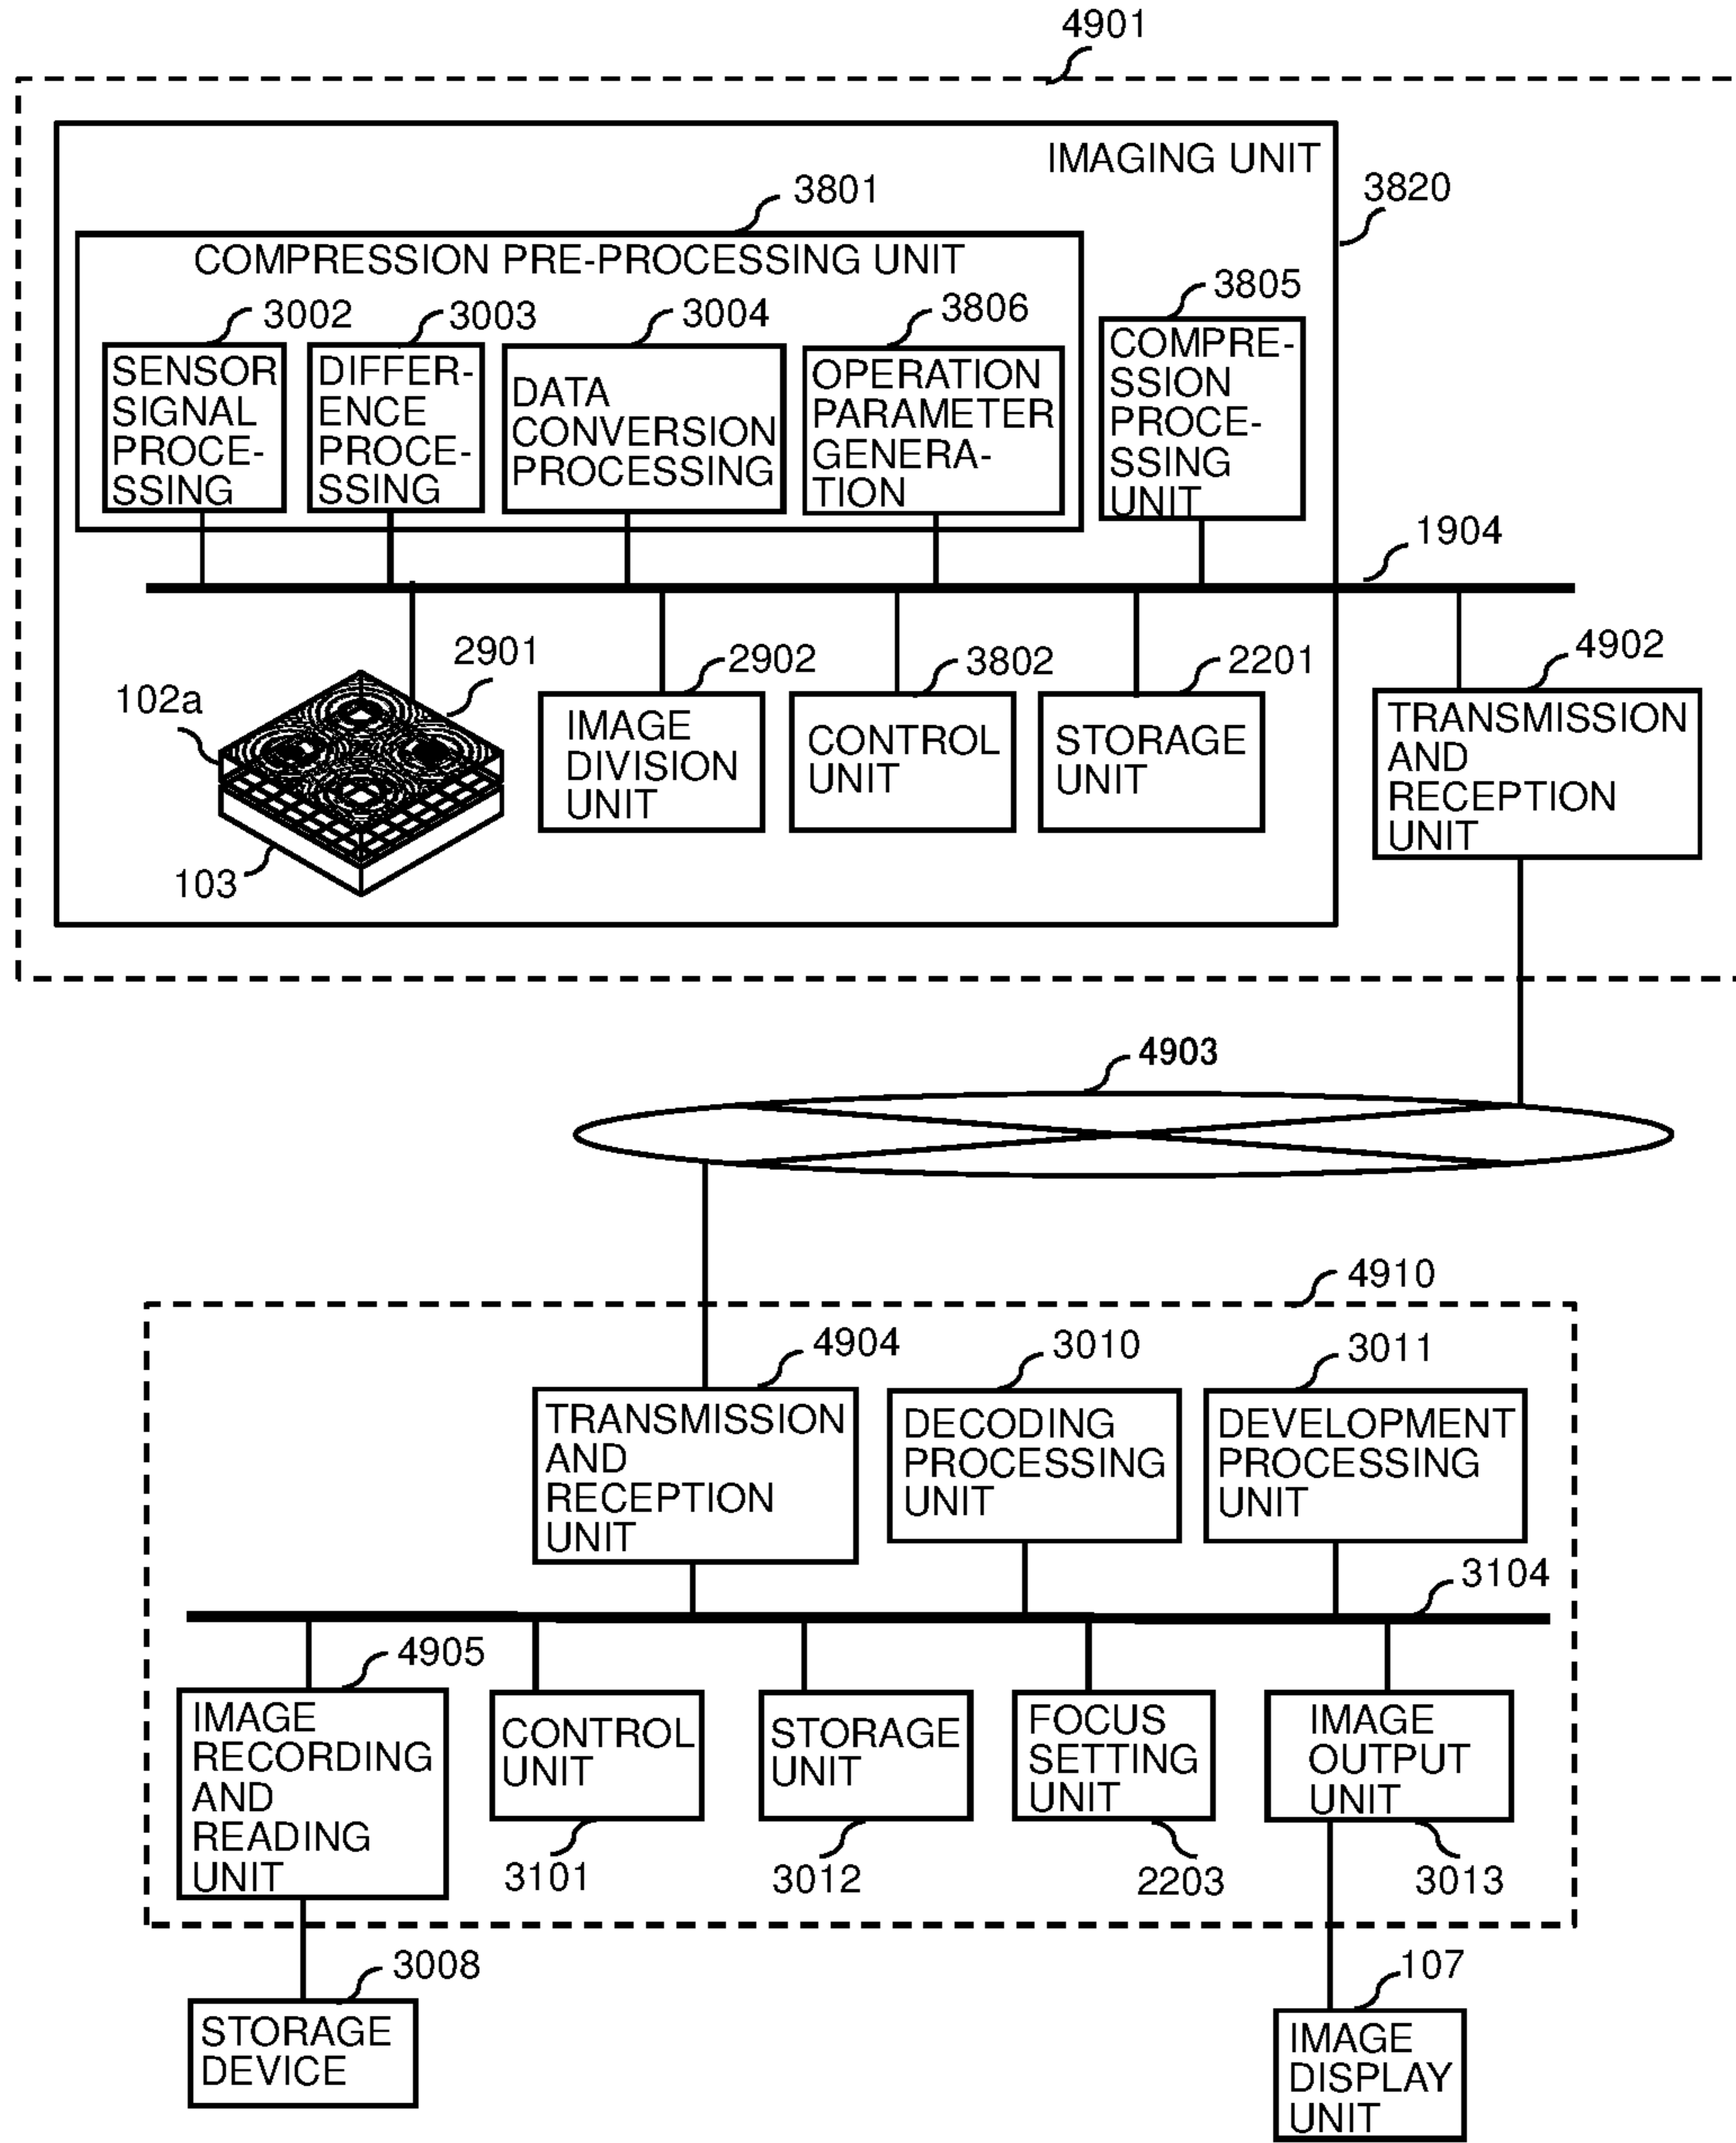 4901
IMAGING UNIT
3820
3801
COMPRESSION PRE-PROCESSING UNIT
3002
3003
3004
3806
3805
SENSOR
SIGNAL
PROCE-
SSING
DIFFER-
ENCE
PROCE-
SSING
DATA
CONVERSION
PROCESSING
OPERATION
PARAMETER
GENERA-
TION
COMPRE-
SSION
PROCE-
SSING
UNIT
1904
102a
2901
103
2902
IMAGE
DIVISION
UNIT
3802
CONTROL
UNIT
2201
STORAGE
UNIT
4902
TRANSMISSION
AND
RECEPTION
UNIT
4903
4910
4904
TRANSMISSION
AND
RECEPTION
UNIT
3010
DECODING
PROCESSING
UNIT
3011
DEVELOPMENT
PROCESSING
UNIT
3104
4905
IMAGE
RECORDING
AND
READING
UNIT
CONTROL
UNIT
3101
STORAGE
UNIT
3012
FOCUS
SETTING
UNIT
2203
IMAGE
OUTPUT
UNIT
3013
3008
STORAGE
DEVICE
107
IMAGE
DISPLAY
UNIT